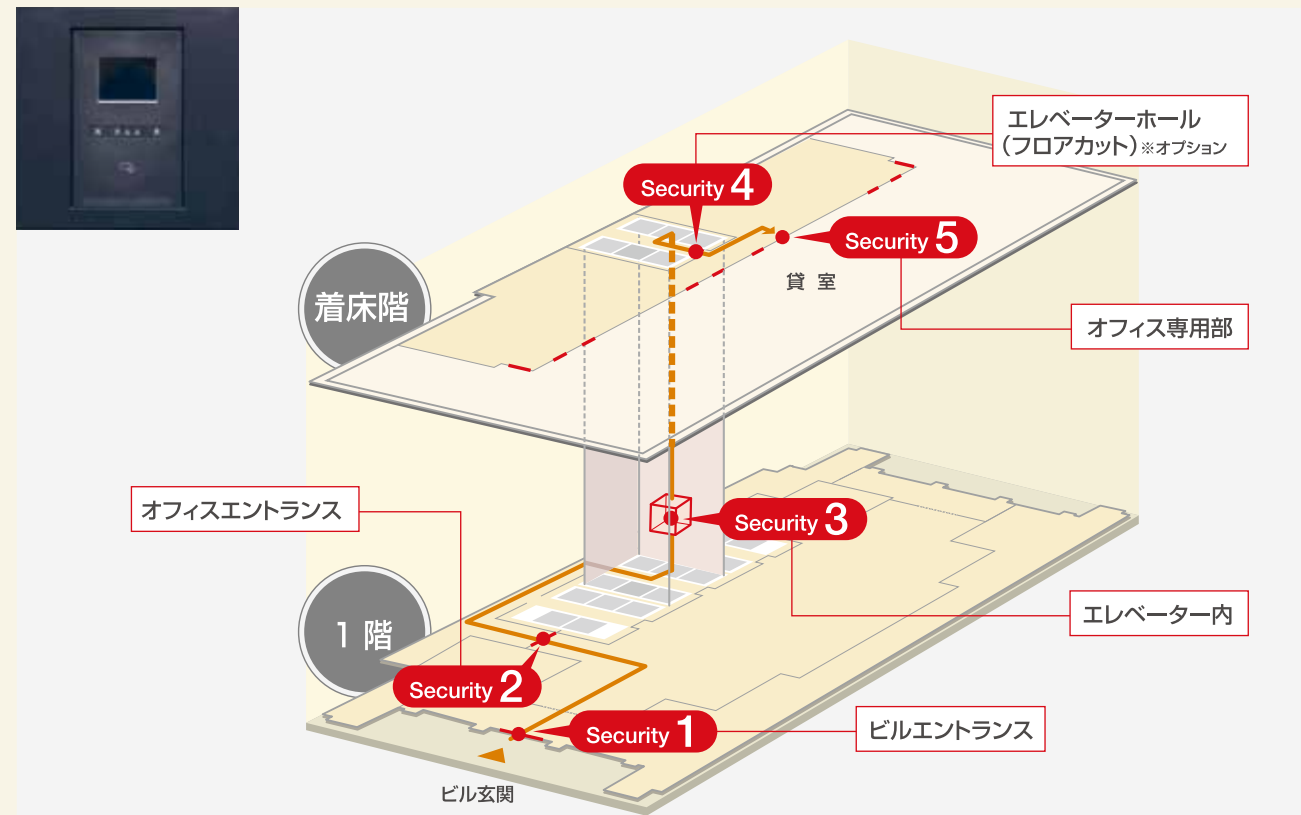 エレベーターホール
(フロアカット)※オプション
Security 4
Security 5
貸 室
着床階
オフィス専用部
オフィスエントランス
Security 3
1 階
エレベーター内
Security 2
Security 1
ビルエントランス
ビル玄関